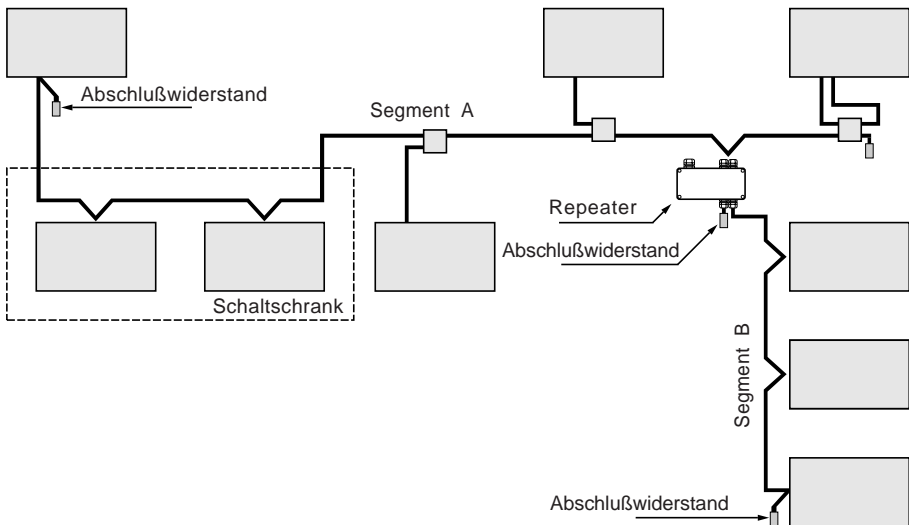 Abschlußwiderstand
Segment A
Repeater
Abschlußwiderstand
Schaltschrank
Segment B
Abschlußwiderstand